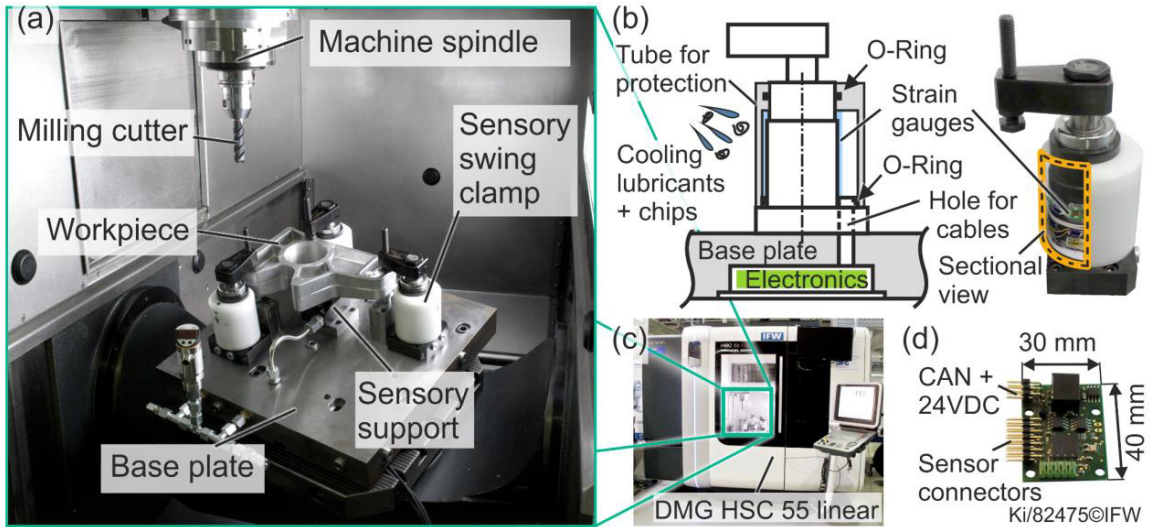 (a)
Machine spindle
Milling cutter
Sensory
swing
clamp
Workpiece
Sensory
support
Base plate
(b)
Tube for
protection
O-Ring
Strain
gauges
Cooling
lubricants
+ chips
O-Ring
Hole for
cables
Base plate
Electronics
Sectional
view
(c)
IFW
HSC 55
DMG HSC 55 linear
(d)
30 mm
CAN +
24VDC
40 mm
Sensor
connectors
Ki/82475©IFW